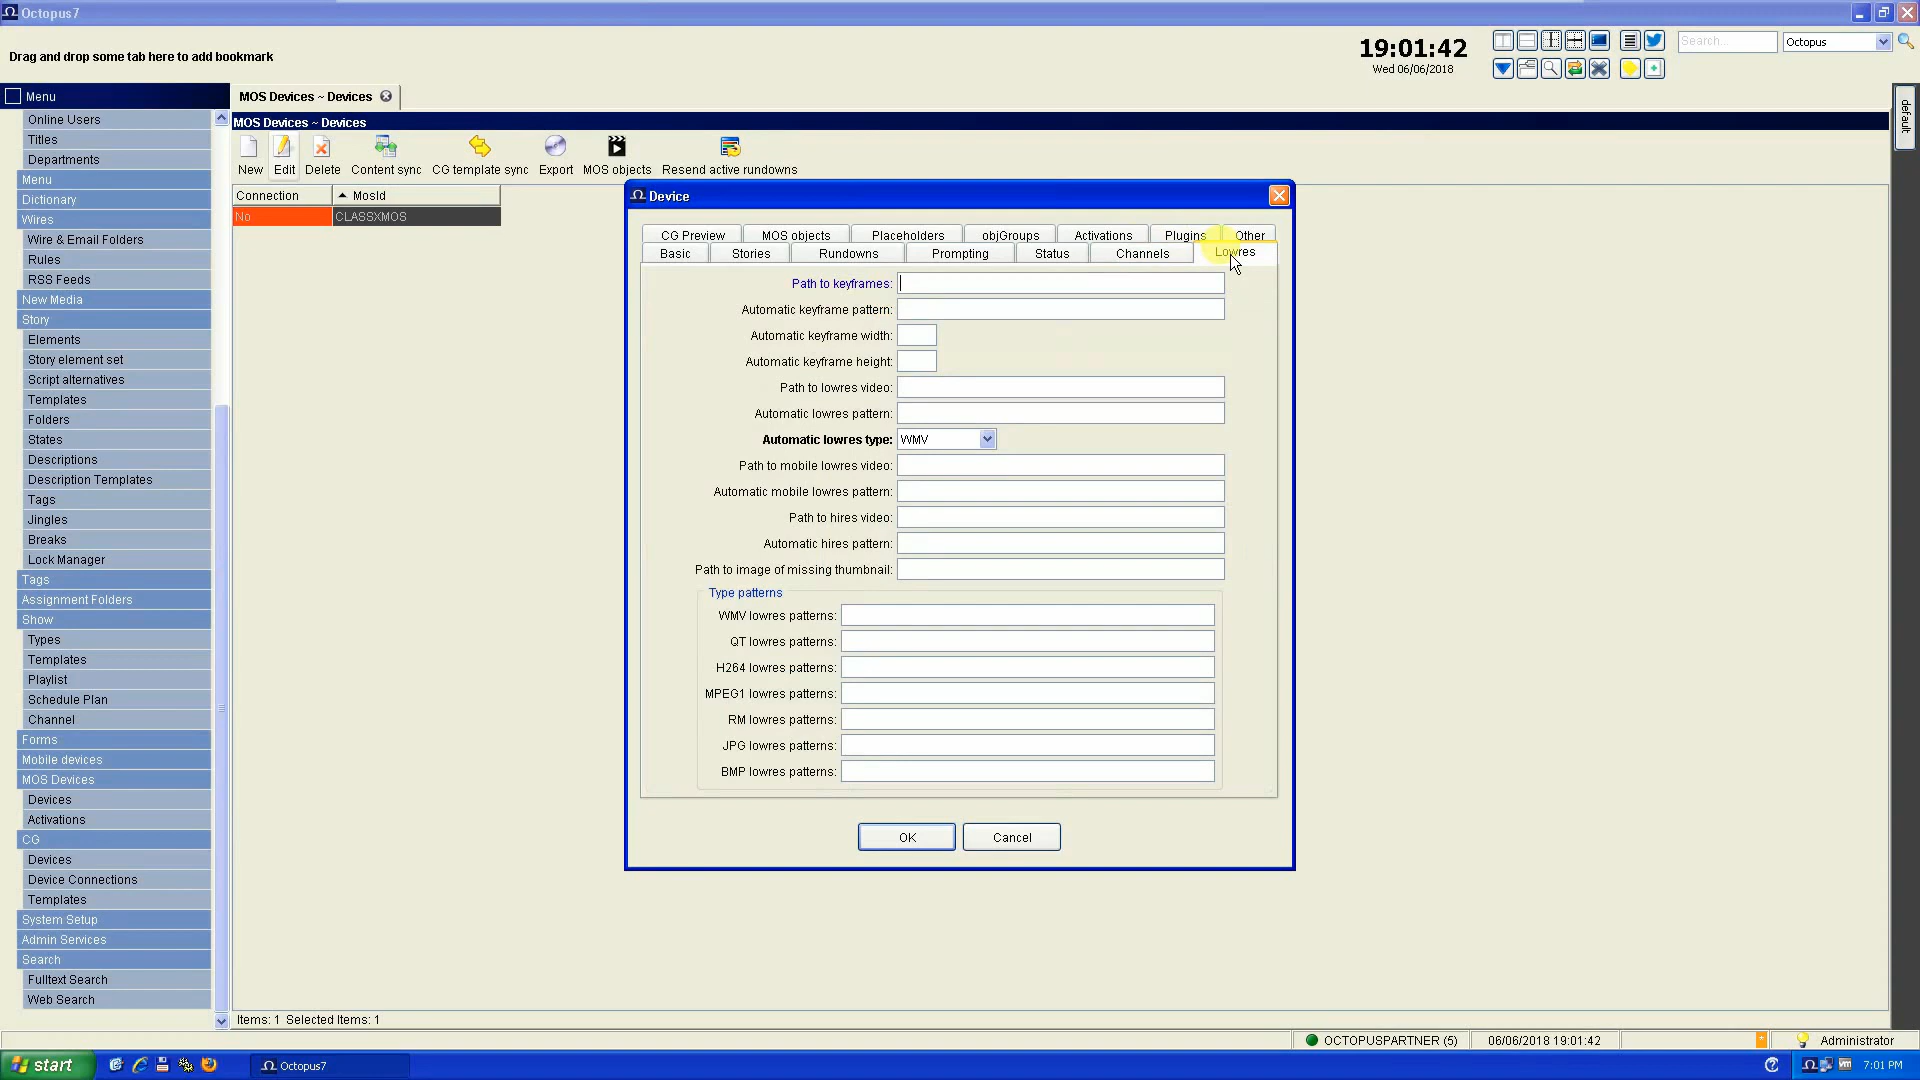 Octopus7
Drag and drop some tab here to add bookmark
19:01:42
Wed 06/06/2018
Search...
Octopus
Menu
MOS Devices ~ Devices
default
MOS Devices ~ Devices
New
Edit
Delete
Content sync
CG template sync
Export
MOS objects
Resend active rundowns
Connection
MosId
No
CLASSXMOS
Online Users
Titles
Departments
Menu
Dictionary
Wires
Wire & Email Folders
Rules
RSS Feeds
New Media
Story
Elements
Story element set
Script alternatives
Templates
Folders
States
Descriptions
Description Templates
Tags
Jingles
Breaks
Lock Manager
Tags
Assignment Folders
Show
Types
Templates
Playlist
Schedule Plan
Channel
Forms
Mobile devices
MOS Devices
Devices
Activations
CG
Devices
Device Connections
Templates
System Setup
Admin Services
Search
Fulltext Search
Web Search
Device
CG Preview
MOS objects
Placeholders
objGroups
Activations
Plugins
Other
Basic
Stories
Rundowns
Prompting
Status
Channels
Lowres
Path to keyframes:
Automatic keyframe pattern:
Automatic keyframe width:
Automatic keyframe height:
Path to lowres video:
Automatic lowres pattern:
Automatic lowres type: WMV
Path to mobile lowres video:
Automatic mobile lowres pattern:
Path to hires video:
Automatic hires pattern:
Path to image of missing thumbnail:
Type patterns
WMV lowres patterns:
QT lowres patterns:
H264 lowres patterns:
MPEG1 lowres patterns:
RM lowres patterns:
JPG lowres patterns:
BMP lowres patterns:
OK
Cancel
Items: 1 Selected Items: 1
OCTOPUSPARTNER (5)
06/06/2018 19:01:42
Administrator
start
Octopus7
7:01 PM